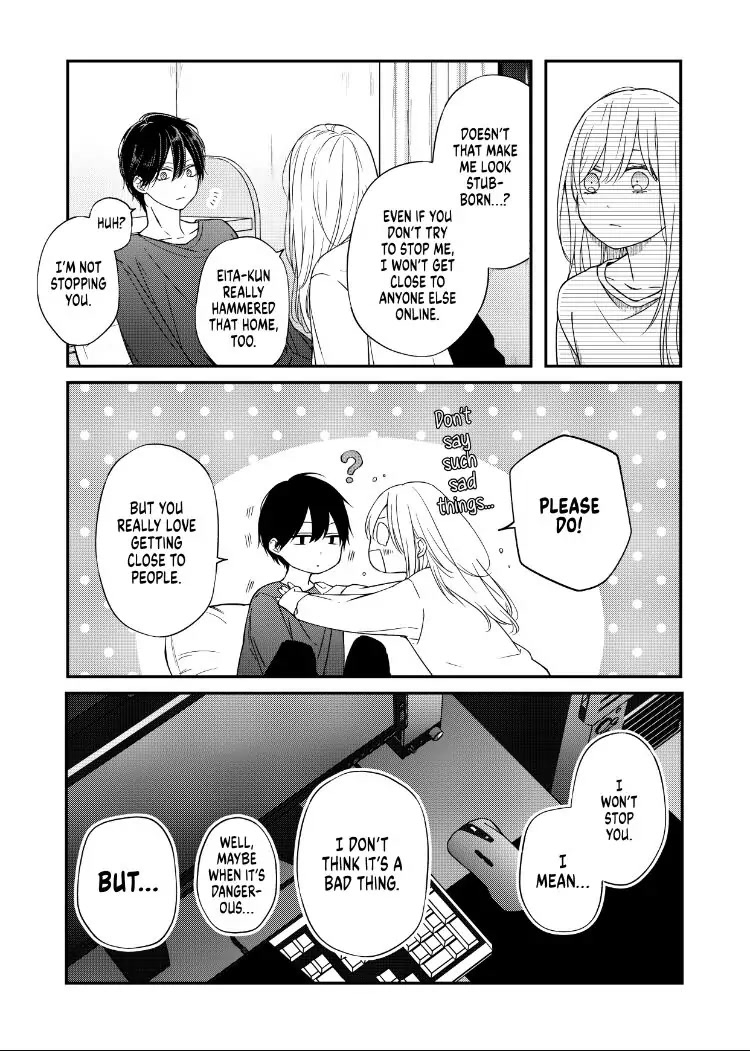 DOESN'T
THAT MAKE
ME LOOK
STUB-
BORN...?
EVEN IF YOU
DON'T TRY
TO STOP ME,
I WON'T GET
CLOSE TO
ANYONE ELSE
ONLINE.
EITA-KUN
REALLY
HAMMERED
THAT HOME,
TOO.
HUH?
I'M NOT
STOPPING
YOU.
PLEASE
DO!
Don't
say
such
sad
things...
?
BUT YOU
REALLY LOVE
GETTING
CLOSE TO
PEOPLE.
I
WON'T
STOP
YOU.
I
MEAN...
I DON'T
THINK IT'S A
BAD THING.
WELL,
MAYBE
WHEN IT'S
DANGER-
OUS...
BUT...